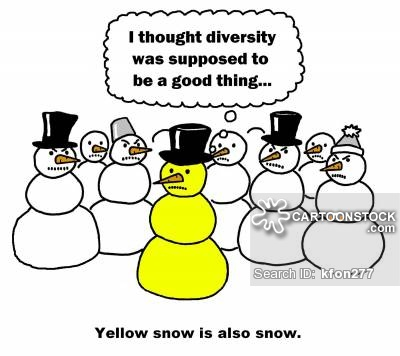 I thought diversity
was supposed to
be a good thing...
CARTOONSTOCK
.com
Search ID: kfon277
Yellow snow is also snow.